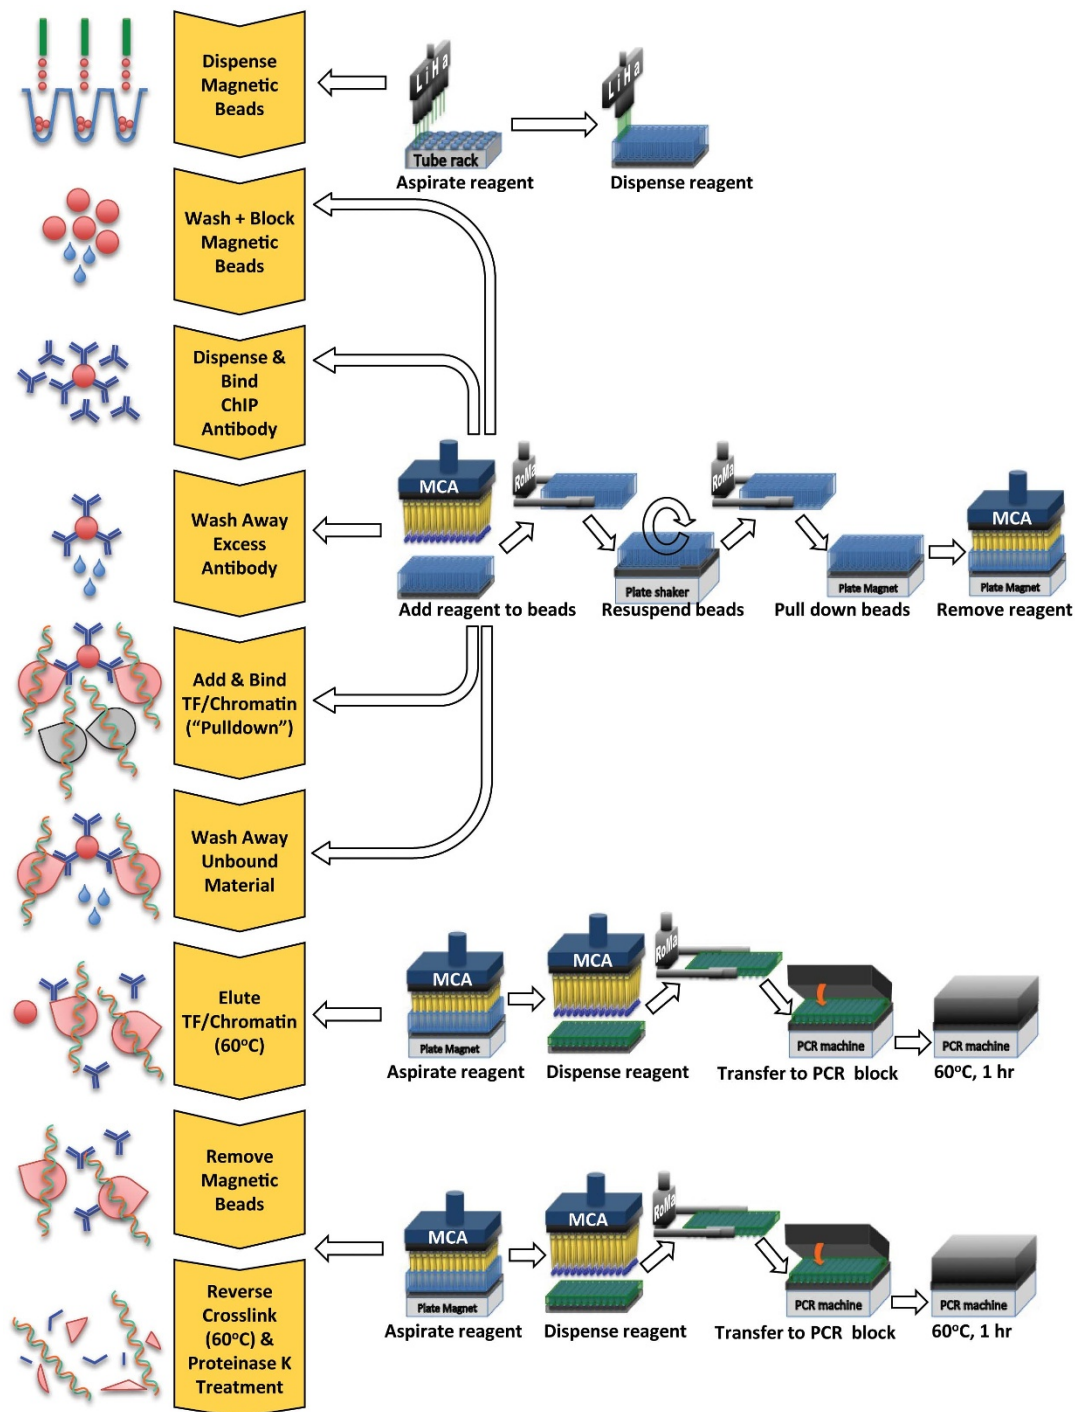 Dispense
Magnetic
Beads
LiHa
LiHa
Tube rack
Aspirate reagent
Dispense reagent
Wash + Block
Magnetic
Beads
Dispense &
Bind
ChIP
Antibody
Wash Away
Excess
Antibody
MCA
RoMa
RoMa
MCA
Plate shaker
Plate Magnet
Plate Magnet
Add reagent to beads
Resuspend beads
Pull down beads
Remove reagent
Add & Bind
TF/Chromatin
(“Pulldown”)
Wash Away
Unbound
Material
Elute
TF/Chromatin
(60°C)
MCA
MCA
RoMa
Plate Magnet
PCR machine
PCR machine
Aspirate reagent
Dispense reagent
Transfer to PCR block
60°C, 1 hr
Remove
Magnetic
Beads
MCA
MCA
RoMa
Plate Magnet
PCR machine
PCR machine
Aspirate reagent
Dispense reagent
Transfer to PCR block
60°C, 1 hr
Reverse
Crosslink
(60°C) &
Proteinase K
Treatment